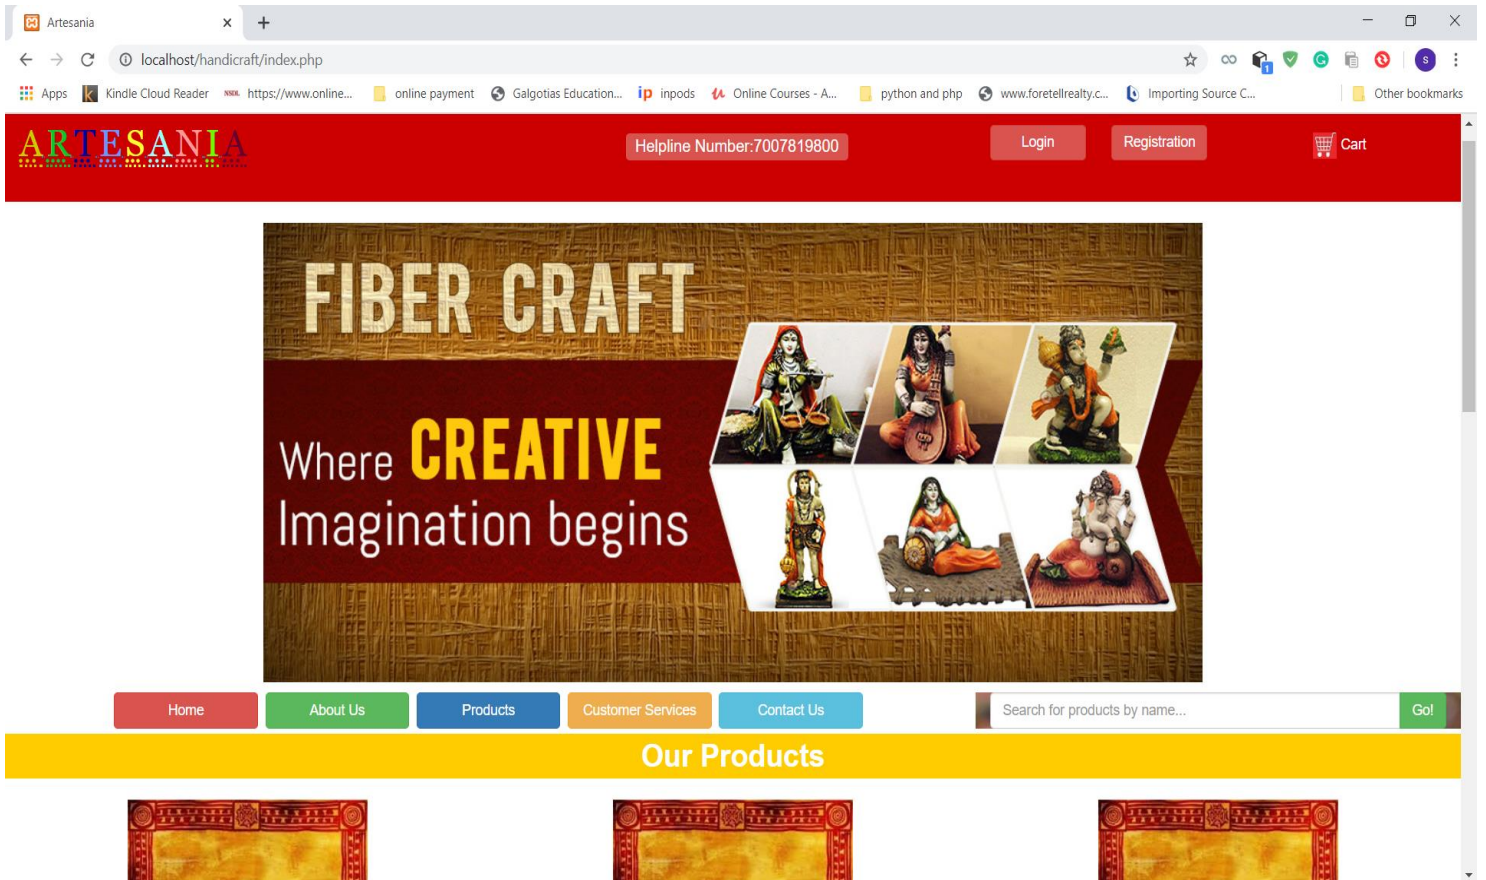 Artesania
localhost/handicraft/index.php
Apps Kindle Cloud Reader NSDL https://www.online... online payment Galgotias Education... ip inpods Online Courses - A... python and php www.foretellrealty.c... Importing Source C... Other bookmarks
ARTESANIA Helpline Number:7007819800 Login Registration Cart
FIBER CRAFT
Where CREATIVE
Imagination begins
Home About Us Products Customer Services Contact Us Search for products by name... Go!
Our Products